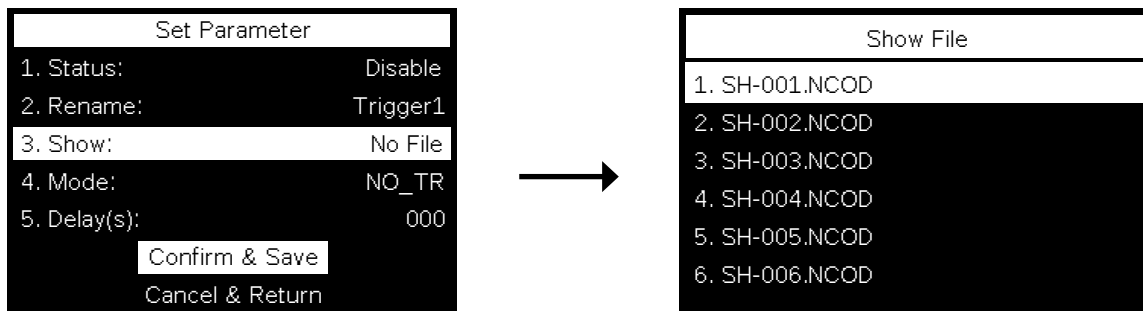 Set Parameter
1. Status: Disable
2. Rename: Trigger1
3. Show: No File
4. Mode: NO_TR
5. Delay(s): 000
Confirm & Save
Cancel & Return
Show File
1. SH-001.NCOD
2. SH-002.NCOD
3. SH-003.NCOD
4. SH-004.NCOD
5. SH-005.NCOD
6. SH-006.NCOD